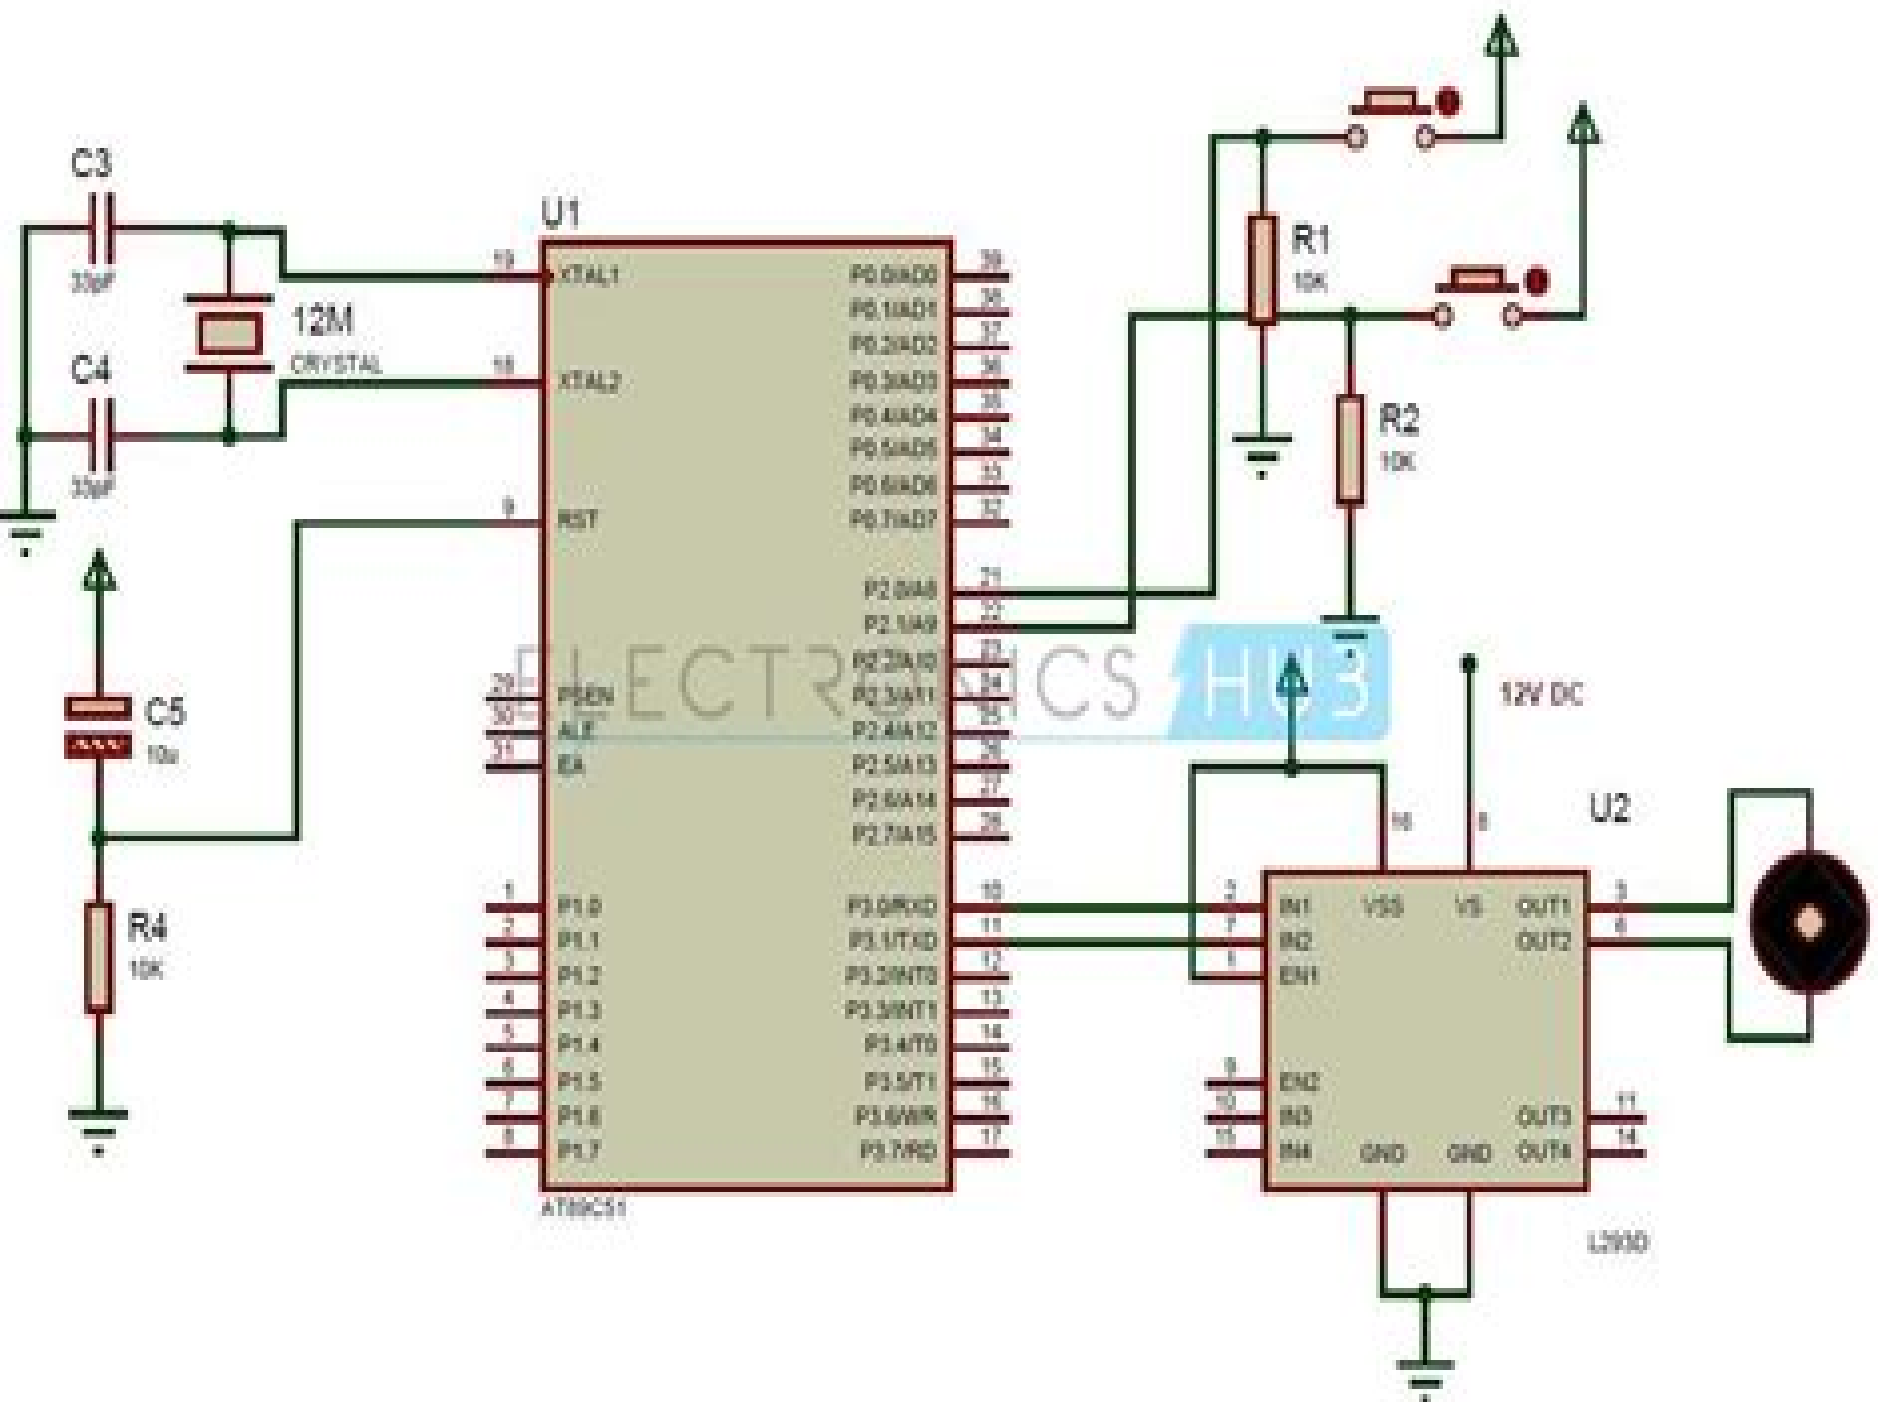 C3
33pF
12M
CRYSTAL
C4
33pF
C5
10u
R4
10K
U1
19
XTAL1
18
XTAL2
9
RST
29
PSEN
30
ALE
31
EA
1
P1.0
2
P1.1
3
P1.2
4
P1.3
5
P1.4
6
P1.5
7
P1.6
8
P1.7
P0.0/AD0
39
P0.1/AD1
38
P0.2/AD2
37
P0.3/AD3
36
P0.4/AD4
35
P0.5/AD5
34
P0.6/AD6
33
P0.7/AD7
32
P2.0/A8
21
P2.1/A9
22
P2.2/A10
23
P2.3/A11
24
P2.4/A12
25
P2.5/A13
26
P2.6/A14
27
P2.7/A15
28
P3.0/RXD
10
P3.1/TXD
11
P3.2/INT0
12
P3.3/INT1
13
P3.4/T0
14
P3.5/T1
15
P3.6/WR
16
P3.7/RD
17
AT89C51
ELECTRONICS HUB
R1
10K
R2
10K
12V DC
U2
16
8
2
IN1
VSS
VS
OUT1
3
7
IN2
OUT2
6
1
EN1
9
EN2
10
IN3
OUT3
11
15
IN4
GND
GND
OUT4
14
L293D